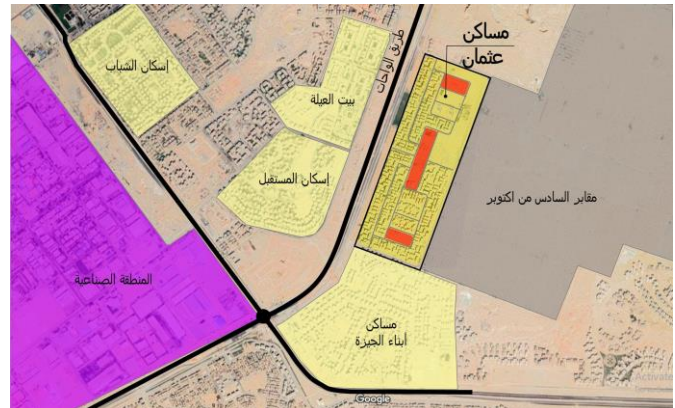 مساكن
عثمان
طريق الواحات
إسكان الشباب
بيت العيلة
إسكان المستقبل
مقابر السادس من اكتوبر
المنطقة الصناعية
مساكن
أبناء الجيزة
Google
Activate